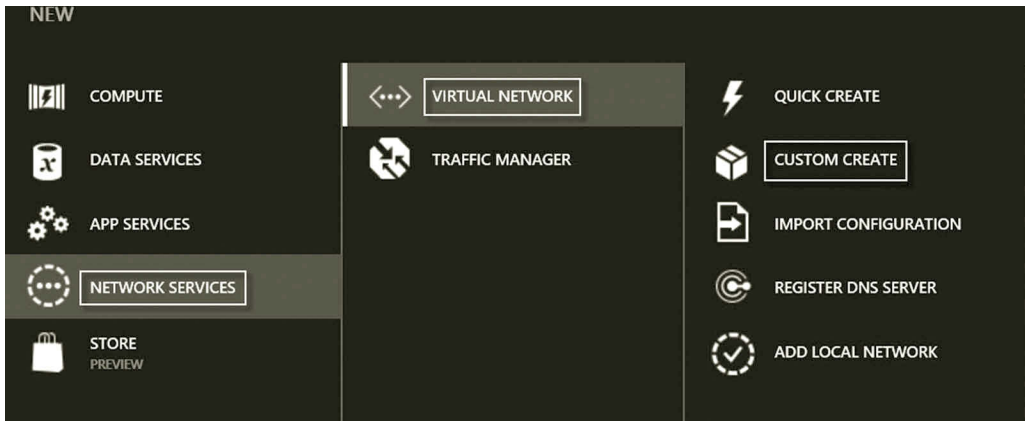 NEW
COMPUTE
DATA SERVICES
APP SERVICES
NETWORK SERVICES
STORE
PREVIEW
VIRTUAL NETWORK
TRAFFIC MANAGER
QUICK CREATE
CUSTOM CREATE
IMPORT CONFIGURATION
REGISTER DNS SERVER
ADD LOCAL NETWORK